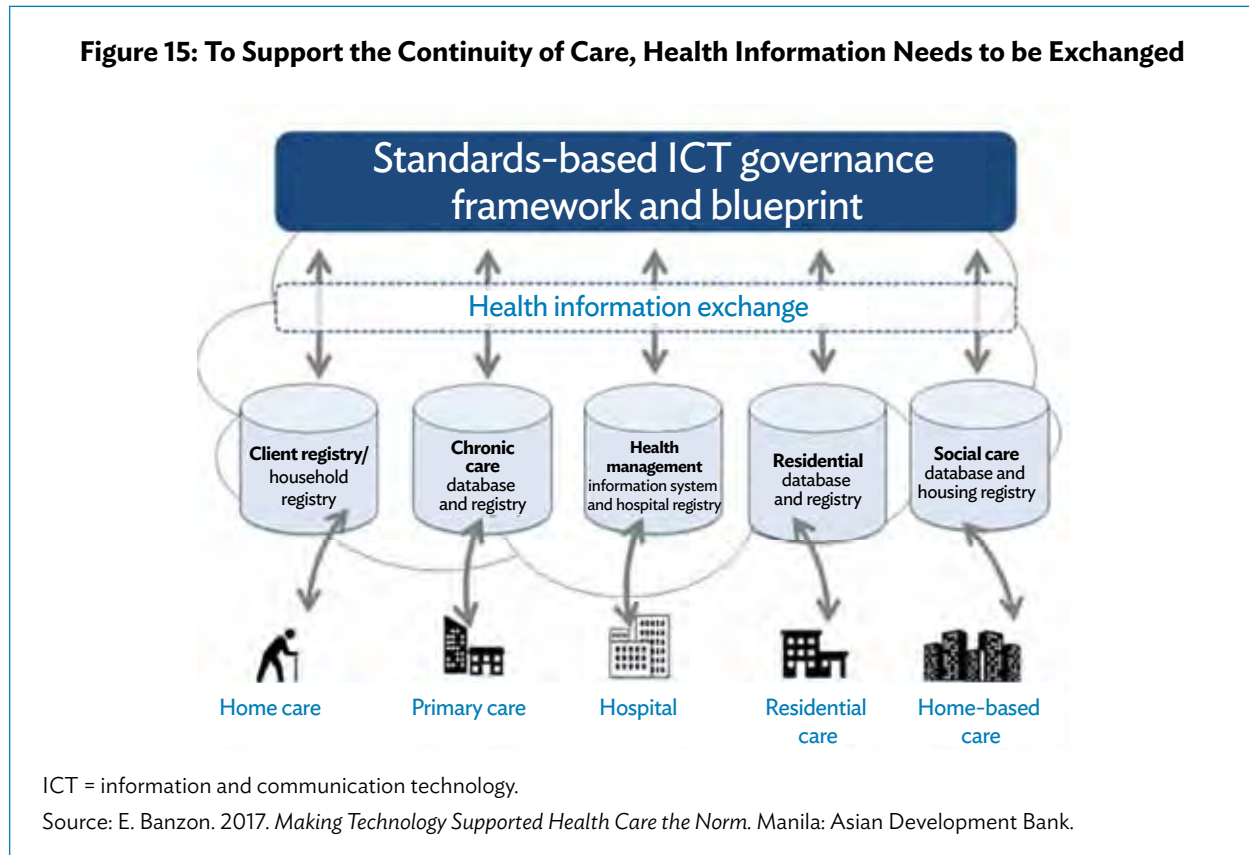 Figure 15: To Support the Continuity of Care, Health Information Needs to be Exchanged
Standards-based ICT governance
framework and blueprint
Health information exchange
Client registry/
household
registry
Chronic
care
database
and registry
Health
management
information system
and hospital registry
Residential
database
and registry
Social care
database and
housing registry
Home care
Primary care
Hospital
Residential
care
Home-based
care
ICT = information and communication technology.
Source: E. Banzon. 2017. Making Technology Supported Health Care the Norm. Manila: Asian Development Bank.